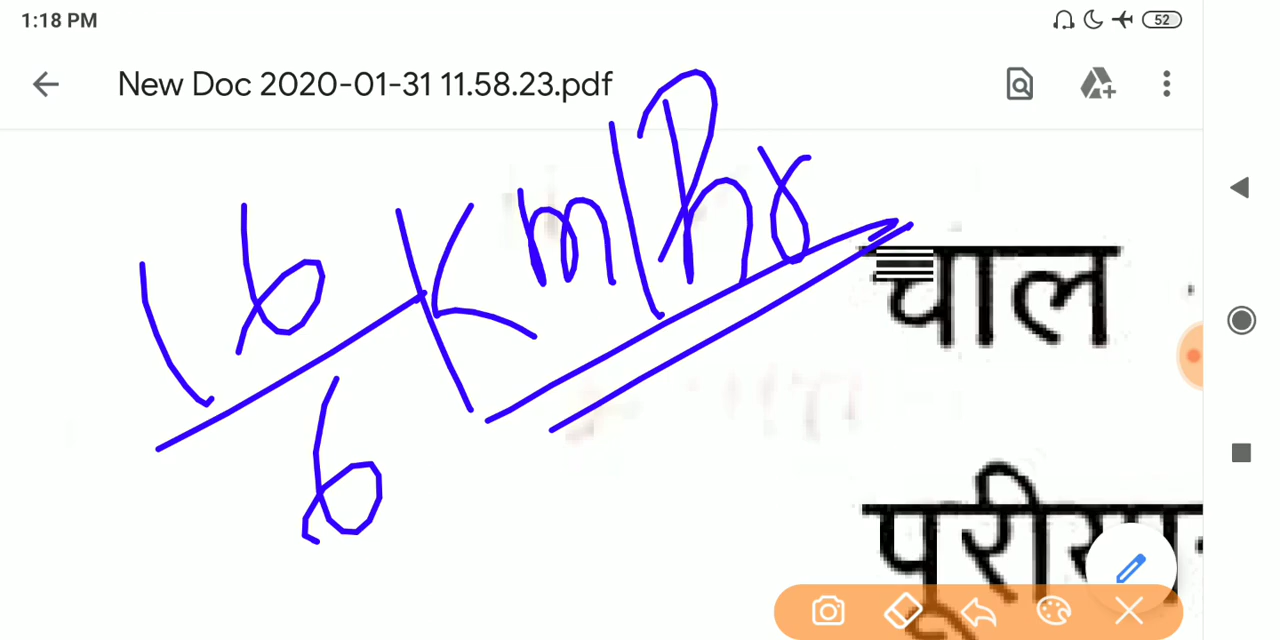 1:18 PM 52
New Doc 2020-01-31 11.58.23.pdf
16 Km/hr
6
चाल